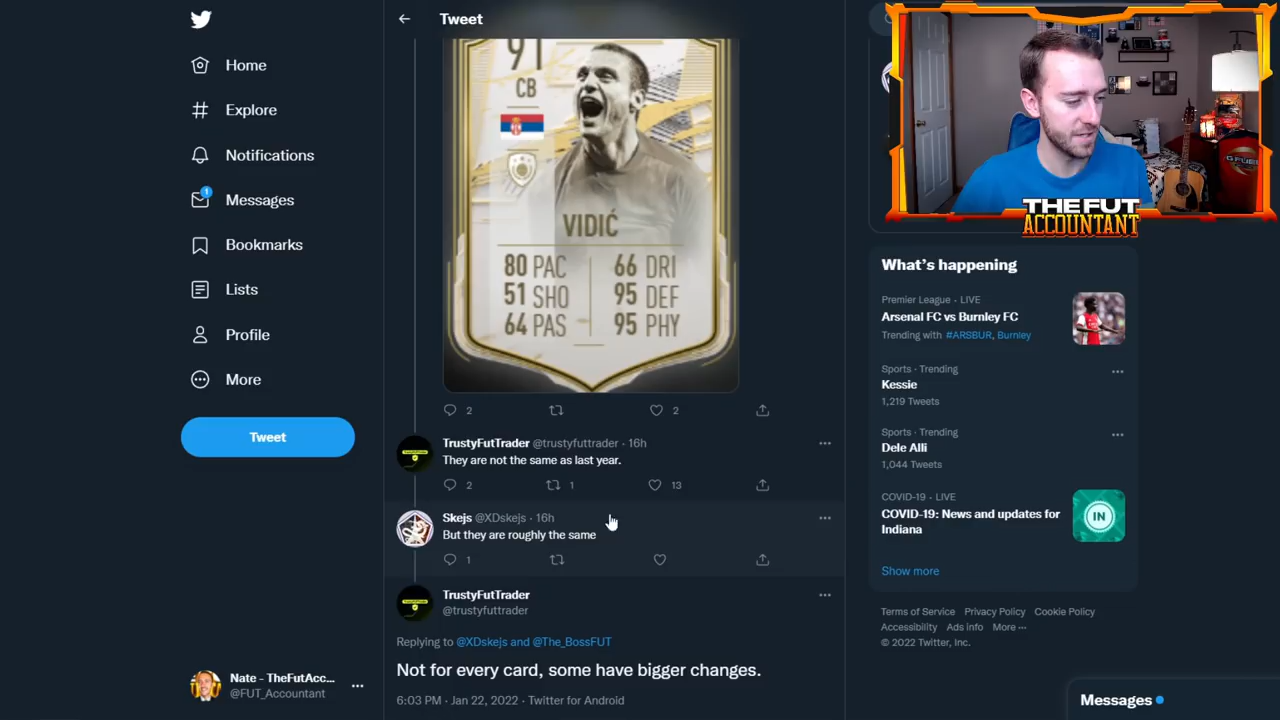 Home
Explore
Notifications
1
Messages
Bookmarks
Lists
Profile
More
Tweet
Nate - TheFutAcc...
@FUT_Accountant
Tweet
91
CB
VIDIĆ
80 PAC 66 DRI
51 SHO 95 DEF
64 PAS 95 PHY
2 2
TrustyFutTrader @trustyfuttrader · 16h
They are not the same as last year.
2 1 13
Skejs @XDskejs · 16h
But they are roughly the same
1
TrustyFutTrader
@trustyfuttrader
Replying to @XDskejs and @The_BossFUT
Not for every card, some have bigger changes.
6:03 PM · Jan 22, 2022 · Twitter for Android
THE FUT
ACCOUNTANT
What's happening
Premier League · LIVE
Arsenal FC vs Burnley FC
Trending with #ARSBUR, Burnley
Sports · Trending
Kessie
1,219 Tweets
Sports · Trending
Dele Alli
1,044 Tweets
COVID-19 · LIVE
COVID-19: News and updates for
Indiana
IN
Show more
Terms of Service Privacy Policy Cookie Policy
Accessibility Ads info More ···
© 2022 Twitter, Inc.
Messages